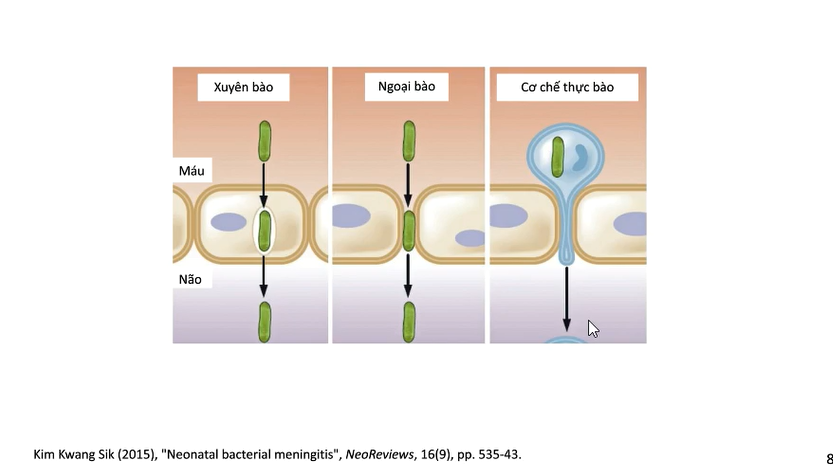 Xuyên bào
Ngoại bào
Cơ chế thực bào
Máu
Não
Kim Kwang Sik (2015), "Neonatal bacterial meningitis", NeoReviews, 16(9), pp. 535-43.
8